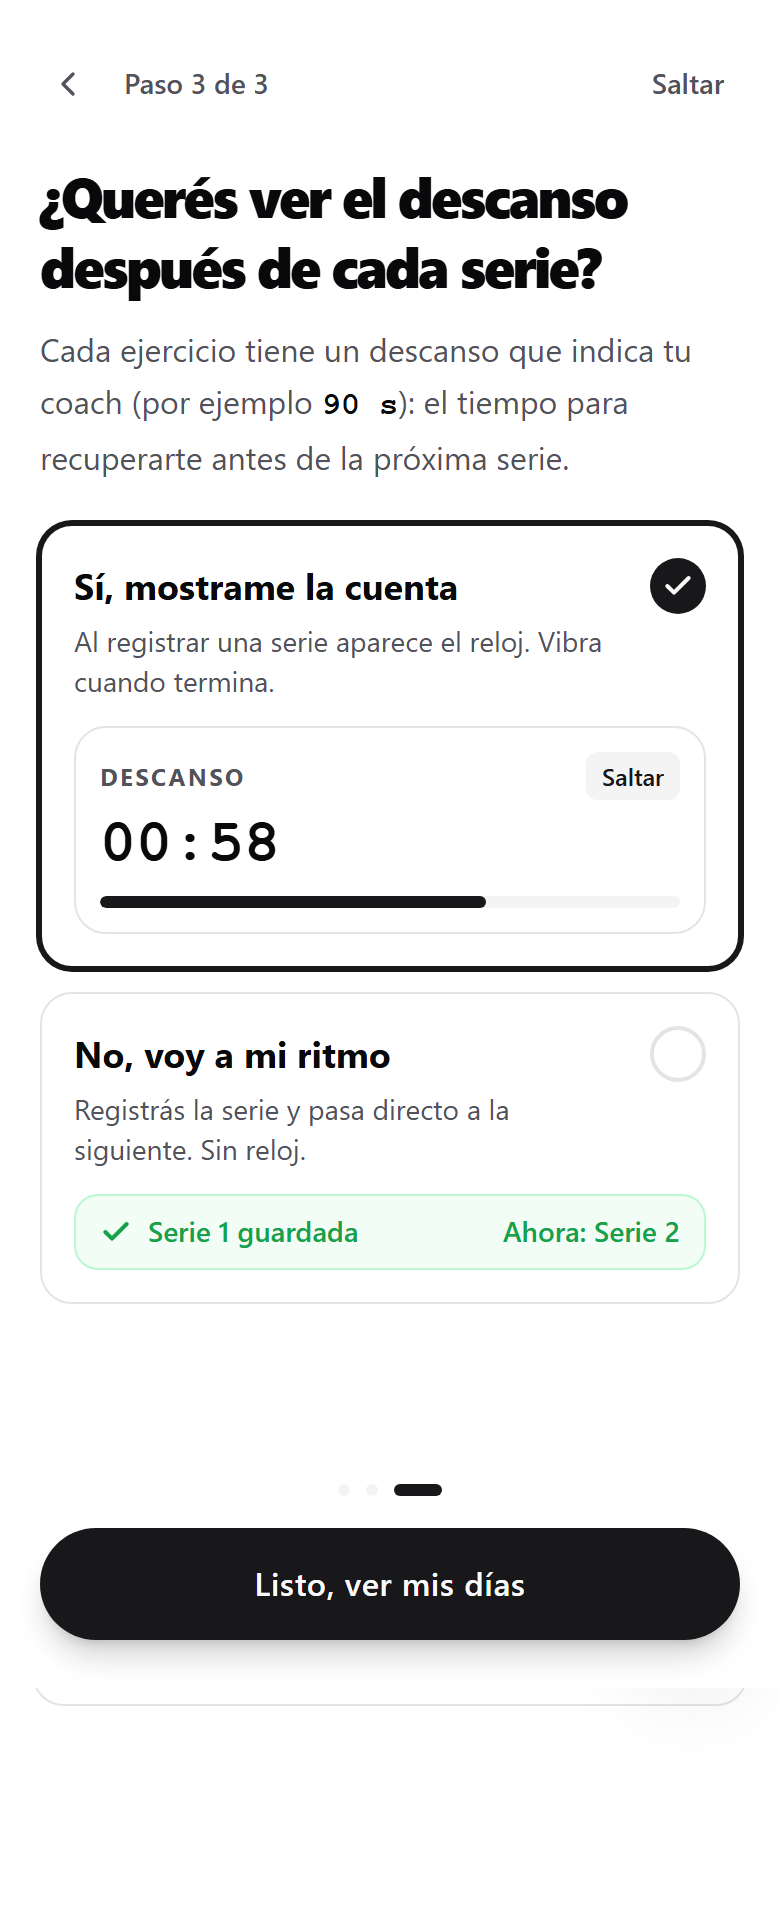 Paso 3 de 3
Saltar
¿Querés ver el descanso
después de cada serie?
Cada ejercicio tiene un descanso que indica tu
coach (por ejemplo 90 s): el tiempo para
recuperarte antes de la próxima serie.
Sí, mostrame la cuenta
Al registrar una serie aparece el reloj. Vibra
cuando termina.
DESCANSO
Saltar
00:58
No, voy a mi ritmo
Registrás la serie y pasa directo a la
siguiente. Sin reloj.
Serie 1 guardada
Ahora: Serie 2
Listo, ver mis días